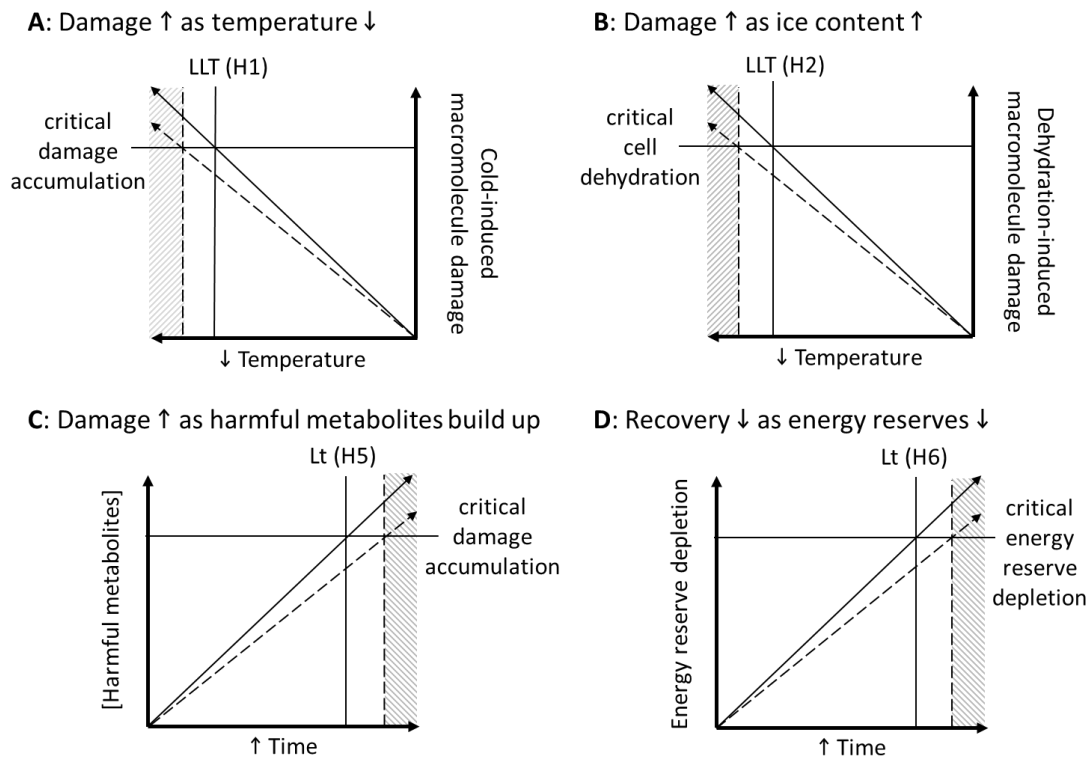 A: Damage ↑ as temperature ↓
LLT (H1)
critical
damage
accumulation
Cold-induced
macromolecule damage
↓ Temperature
B: Damage ↑ as ice content ↑
LLT (H2)
critical
cell
dehydration
Dehydration-induced
macromolecule damage
↓ Temperature
C: Damage ↑ as harmful metabolites build up
Lt (H5)
[Harmful metabolites]
critical
damage
accumulation
↑ Time
D: Recovery ↓ as energy reserves ↓
Lt (H6)
Energy reserve depletion
critical
energy
reserve
depletion
↑ Time